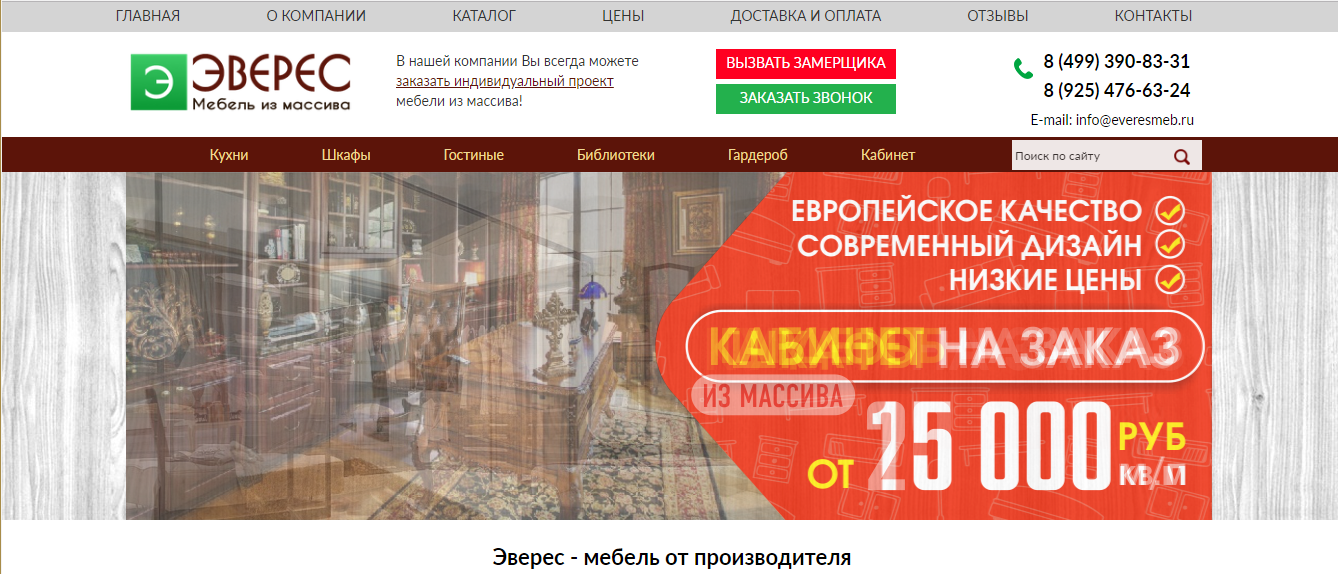 ГЛАВНАЯ О КОМПАНИИ КАТАЛОГ ЦЕНЫ ДОСТАВКА И ОПЛАТА ОТЗЫВЫ КОНТАКТЫ
Э ЭВЕРЕС
Мебель из массива
В нашей компании Вы всегда можете
заказать индивидуальный проект
мебели из массива!
ВЫЗВАТЬ ЗАМЕРЩИКА
ЗАКАЗАТЬ ЗВОНОК
8 (499) 390-83-31
8 (925) 476-63-24
E-mail: info@everesmeb.ru
Кухни Шкафы Гостиные Библиотеки Гардероб Кабинет Поиск по сайту
ЕВРОПЕЙСКОЕ КАЧЕСТВО
СОВРЕМЕННЫЙ ДИЗАЙН
НИЗКИЕ ЦЕНЫ
КАБИНЕТ НА ЗАКАЗ
ИЗ МАССИВА
ОТ 25 000 РУБ
КВ/М
Эверес - мебель от производителя